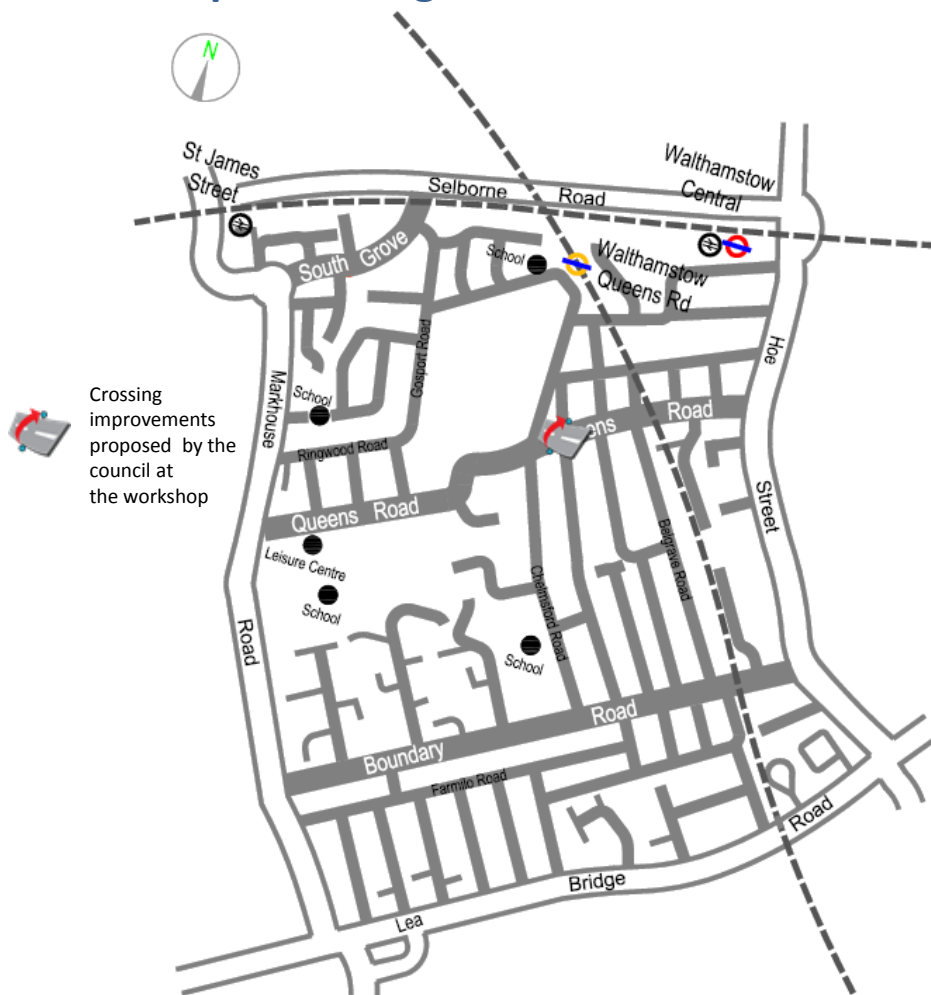 N
St James
Street
Selborne Road
Walthamstow
Central
South Grove
School
Walthamstow
Queens Rd
Gosport Road
Hoe
Markhouse
School
Crossing
improvements
proposed by the
council at
the workshop
ens Road
Ringwood Road
Queens Road
Street
Belgrave Road
Leisure Centre
School
Chelmsford Road
Road
School
Boundary Road
Farmilo Road
Road
Bridge
Lea